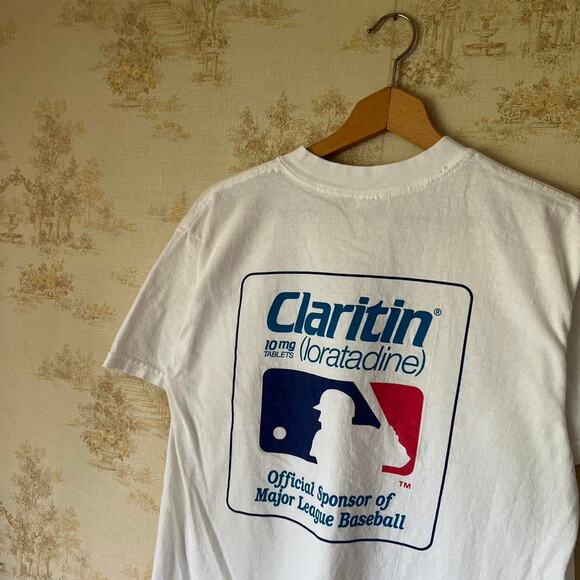 Claritin®
10 mg
TABLETS
(loratadine)
TM
Official Sponsor of
Major League Baseball